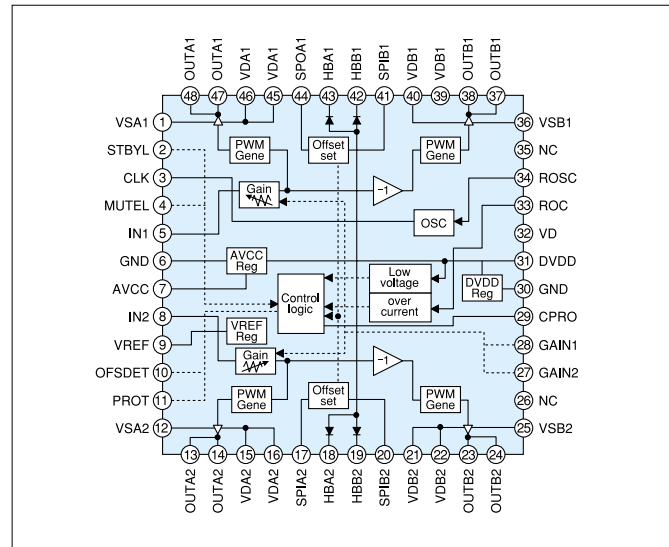 OUTA1
OUTA1
VDA1
VDA1
SPOA1
HBA1
HBB1
SPIB1
VDB1
VDB1
OUTB1
OUTB1
48
47
46
45
44
43
42
41
40
39
38
37
VSA1 1
36 VSB1
STBYL 2
35 NC
PWM Gene
Offset set
PWM Gene
CLK 3
34 ROSC
Gain
−1
MUTEL 4
33 ROC
OSC
IN1 5
32 VD
GND 6
31 DVDD
AVCC Reg
Low voltage
DVDD Reg
AVCC 7
30 GND
Control logic
over current
IN2 8
29 CPRO
VREF Reg
VREF 9
28 GAIN1
Gain
−1
OFSDET 10
27 GAIN2
PROT 11
26 NC
PWM Gene
Offset set
PWM Gene
VSA2 12
25 VSB2
13
14
15
16
17
18
19
20
21
22
23
24
OUTA2
OUTA2
VDA2
VDA2
SPIA2
HBA2
HBB2
SPIB2
VDB2
VDB2
OUTB2
OUTB2